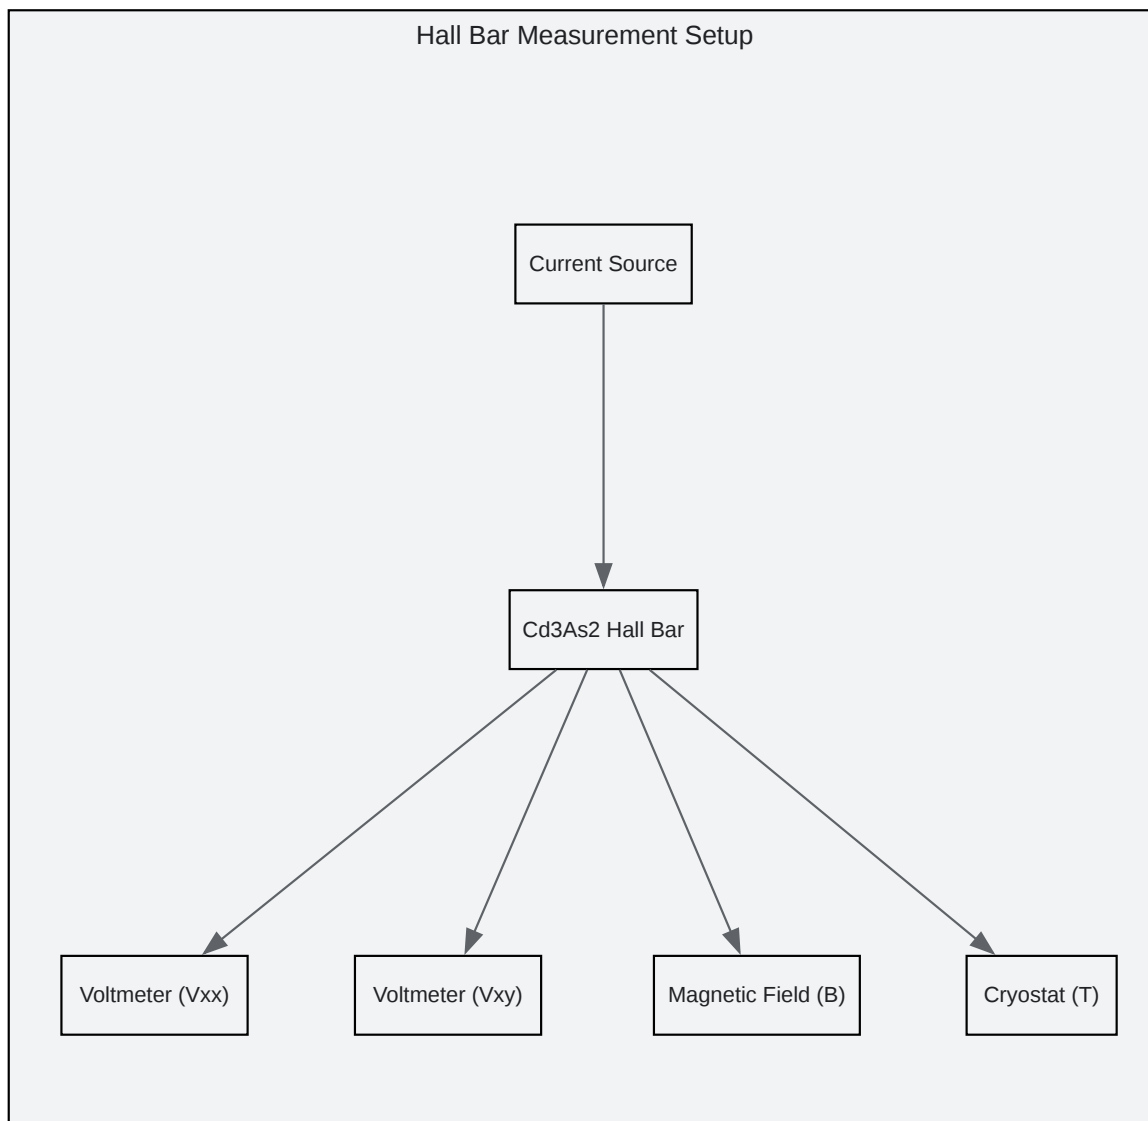 Hall Bar Measurement Setup
Current Source
Cd3As2 Hall Bar
Voltmeter (Vxx)
Voltmeter (Vxy)
Magnetic Field (B)
Cryostat (T)